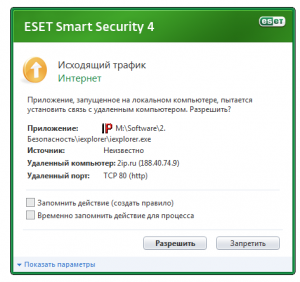 ESET Smart Security 4
eset
Исходящий трафик
Интернет
Приложение, запущенное на локальном компьютере, пытается
установить связь с удаленным компьютером. Разрешить?
Приложение: M:\Software\2.
Безопасность\iexplorer\iexplorer.exe
Источник: Неизвестно
Удаленный компьютер: Zip.ru (188.40.74.9)
Удаленный порт: TCP 80 (http)
Запомнить действие (создать правило)
Временно запомнить действие для процесса
Разрешить Запретить
Показать параметры